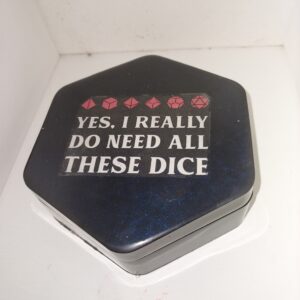 YES, I REALLY
DO NEED ALL
THESE DICE